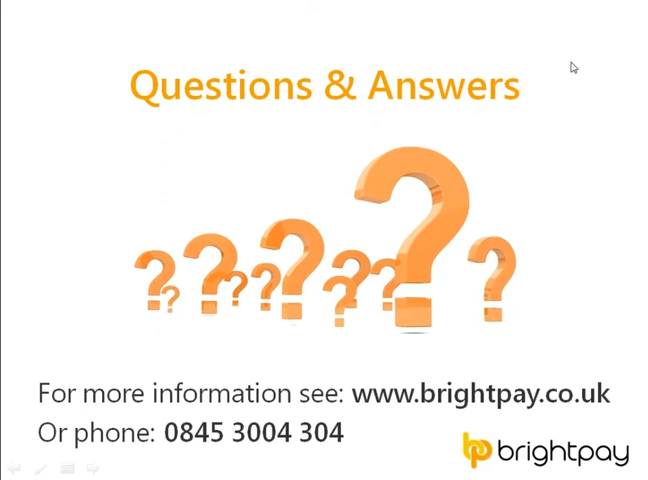 Questions & Answers
For more information see: www.brightpay.co.uk
Or phone: 0845 3004 304
brightpay